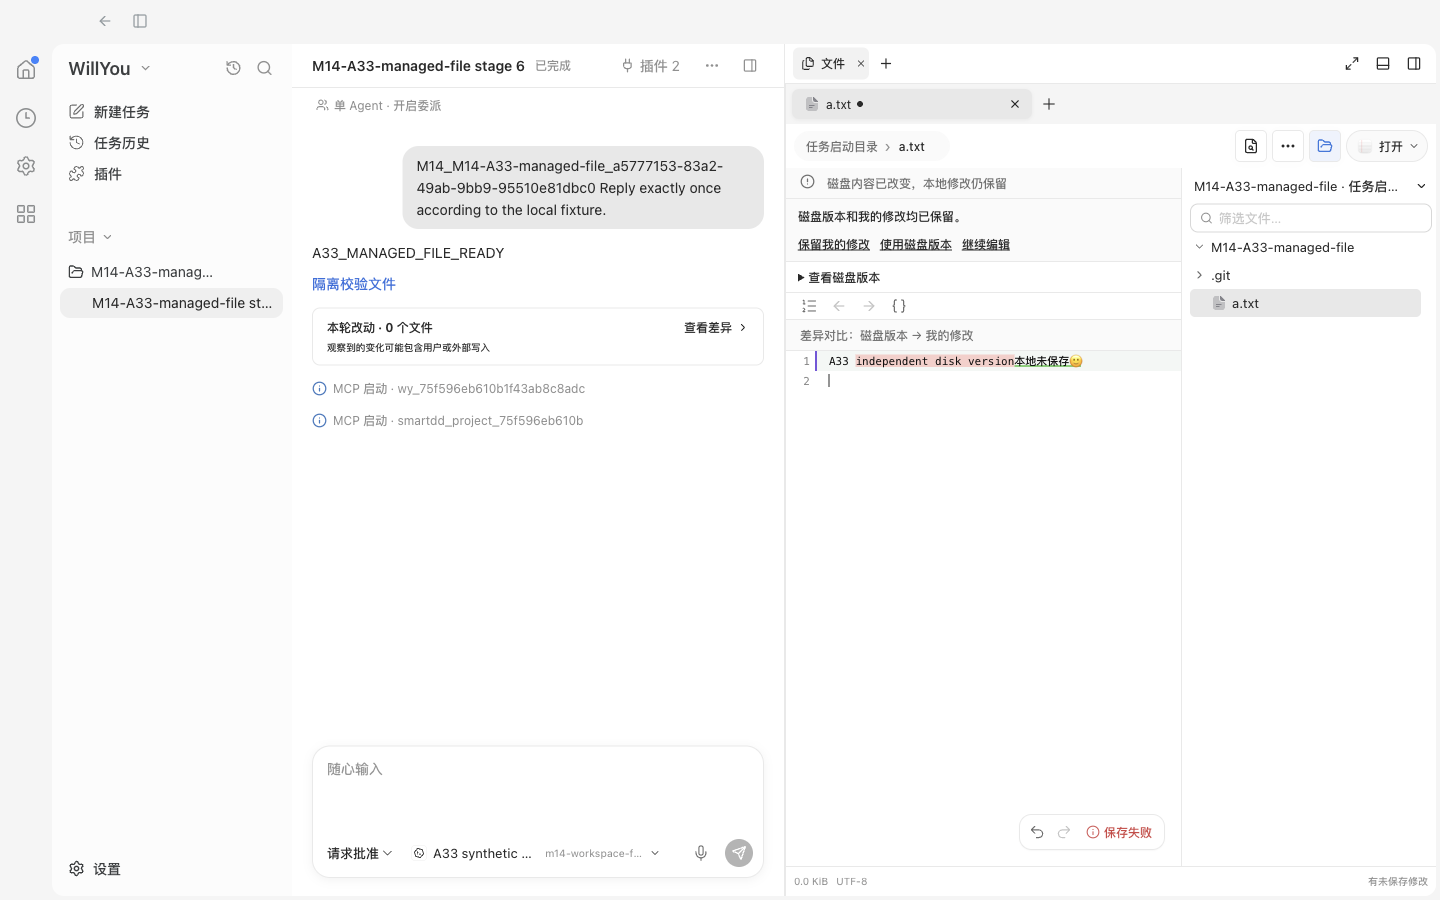 WillYou
新建任务
任务历史
插件
项目
M14-A33-manag...
M14-A33-managed-file st...
设置
M14-A33-managed-file stage 6 已完成
插件 2
单 Agent · 开启委派
M14_M14-A33-managed-file_a5777153-83a2-
49ab-9bb9-95510e81dbc0 Reply exactly once
according to the local fixture.
A33_MANAGED_FILE_READY
隔离校验文件
本轮改动 · 0 个文件
查看差异
观察到的变化可能包含用户或外部写入
MCP 启动 · wy_75f596eb610b1f43ab8c8adc
MCP 启动 · smartdd_project_75f596eb610b
随心输入
请求批准
A33 synthetic ...
m14-workspace-f...
文件
a.txt
任务启动目录 › a.txt
打开
磁盘内容已改变，本地修改仍保留
磁盘版本和我的修改均已保留。
保留我的修改 使用磁盘版本 继续编辑
查看磁盘版本
差异对比：磁盘版本 → 我的修改
1 A33 independent disk version本地未保存🙂
2
保存失败
0.0 KiB UTF-8
有未保存修改
M14-A33-managed-file · 任务启...
筛选文件...
M14-A33-managed-file
.git
a.txt